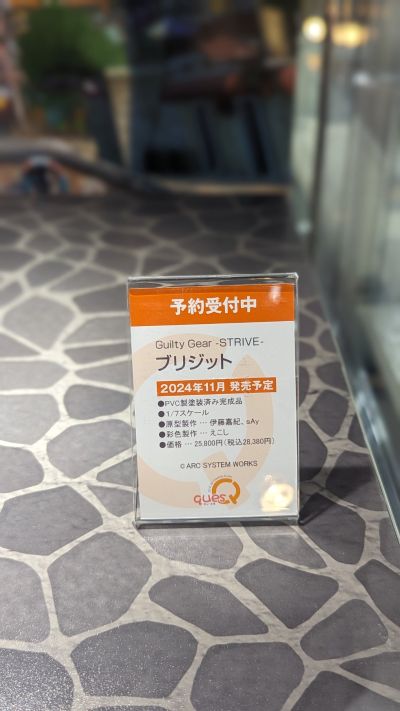 予約受付中
Guilty Gear -STRIVE-
ブリジット
2024年11月 発売予定
●PVC製塗装済み完成品
●1/7スケール
●原型製作 … 伊藤嘉紀、sAy
●彩色製作 … えこし
●価格 … 25,800円(税込28,380円)
© ARC SYSTEM WORKS
quesQ